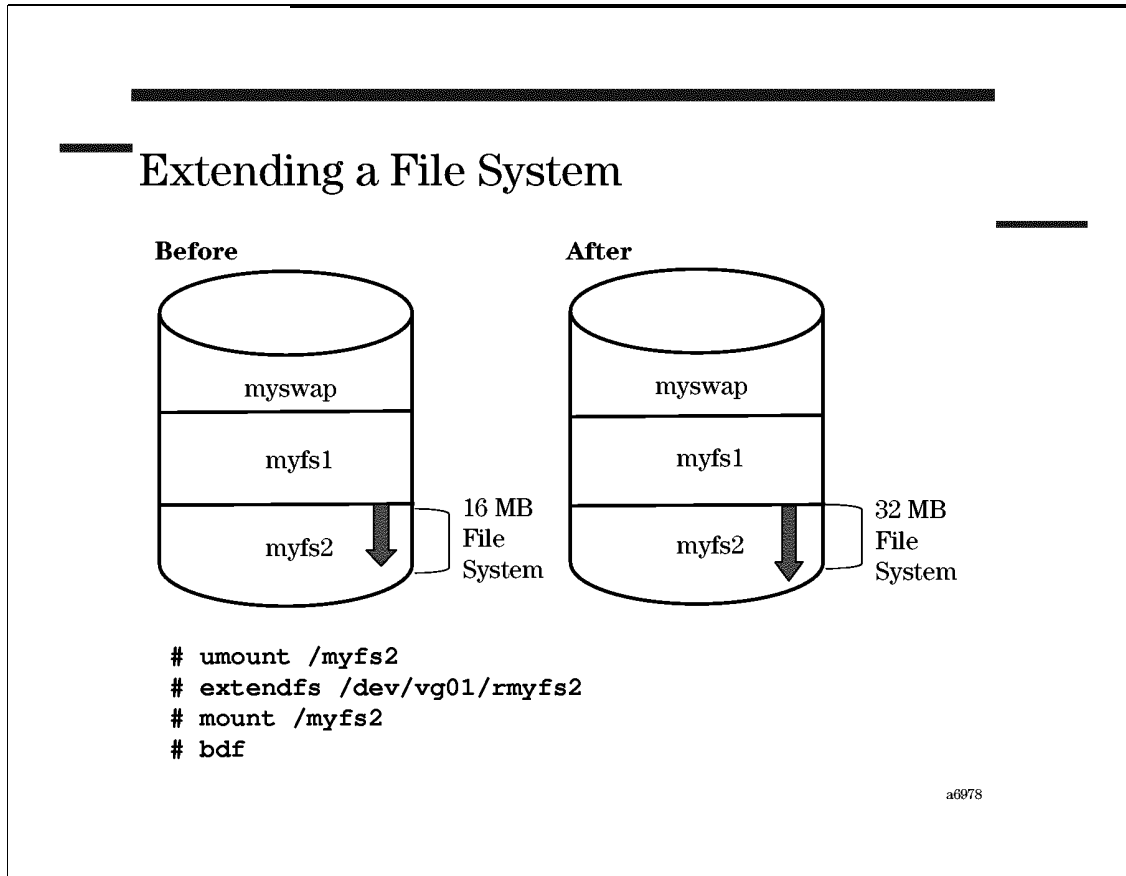 Extending a File System
Before
After
myswap
myfs1
myfs2
16 MB
File
System
myswap
myfs1
myfs2
32 MB
File
System
# umount /myfs2
# extendfs /dev/vg01/rmyfs2
# mount /myfs2
# bdf
a6978